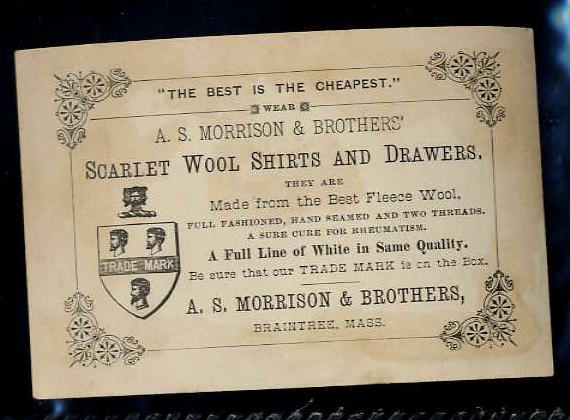 "THE BEST IS THE CHEAPEST."
WEAR
A. S. MORRISON & BROTHERS'
SCARLET WOOL SHIRTS AND DRAWERS.
THEY ARE
Made from the Best Fleece Wool,
FULL FASHIONED, HAND SEAMED AND TWO THREADS.
A SURE CURE FOR RHEUMATISM.
A Full Line of White in Same Quality.
Be sure that our TRADE MARK is on the Box.
TRADE MARK
A. S. MORRISON & BROTHERS,
BRAINTREE, MASS.